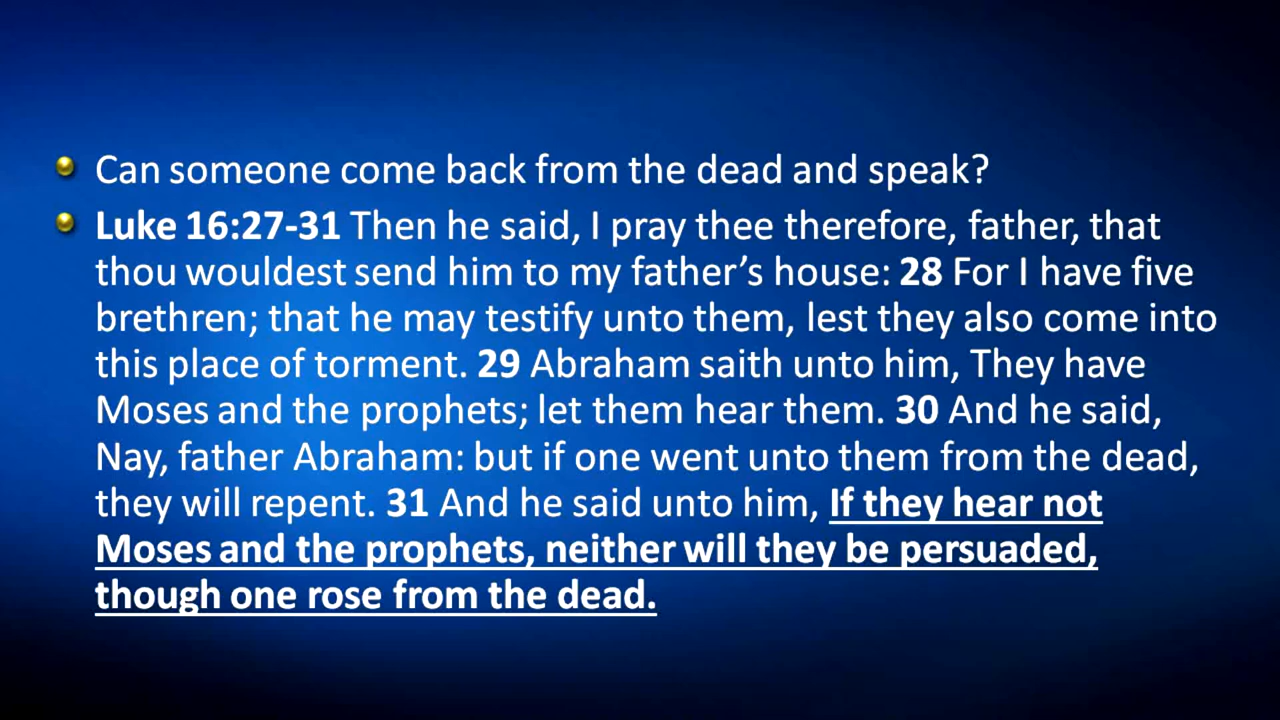 Can someone come back from the dead and speak?
Luke 16:27-31 Then he said, I pray thee therefore, father, that
thou wouldest send him to my father’s house: 28 For I have five
brethren; that he may testify unto them, lest they also come into
this place of torment. 29 Abraham saith unto him, They have
Moses and the prophets; let them hear them. 30 And he said,
Nay, father Abraham: but if one went unto them from the dead,
they will repent. 31 And he said unto him, If they hear not
Moses and the prophets, neither will they be persuaded,
though one rose from the dead.